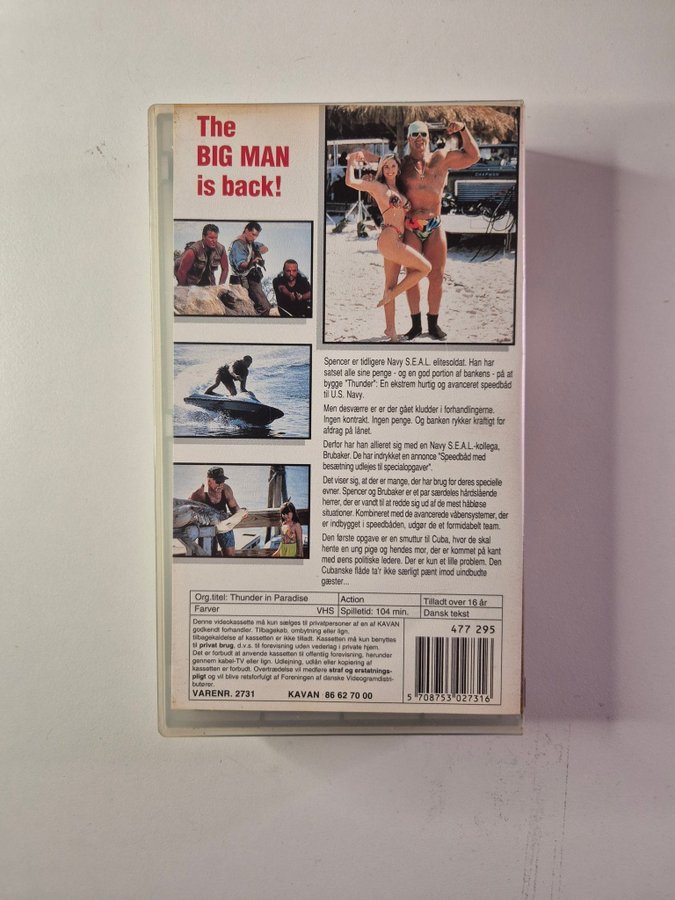 The
BIG MAN
is back!
CHAPMAN
Spencer er tidligere Navy S.E.A.L. elitesoldat. Han har
satset alle sine penge - og en god portion af bankens - på at
bygge "Thunder": En ekstrem hurtig og avanceret speedbåd
til U.S. Navy.
Men desværre er er der gået kludder i forhandlingerne.
Ingen kontrakt. Ingen penge. Og banken rykker kraftigt for
afdrag på lånet.
Derfor har han allieret sig med en Navy S.E.A.L.-kollega,
Brubaker. De har indrykket en annonce "Speedbåd med
besætning udlejes til specialopgaver".
Det viser sig, at der er mange, der har brug for deres specielle
evner. Spencer og Brubaker er et par særdeles hårdslående
herrer, der er vandt til at redde sig ud af de mest håbløse
situationer. Kombineret med de avancerede våbensystemer, der
er indbygget i speedbåden, udgør de et formidabelt team.
Den første opgave er en smuttur til Cuba, hvor de skal
hente en ung pige og hendes mor, der er kommet på kant
med øens politiske ledere. Der er kun et lille problem. Den
Cubanske flåde ta'r ikke særligt pænt imod uindbudte
gæster...
Org.titel: Thunder in Paradise Action Tilladt over 16 år
Farver VHS Spilletid: 104 min. Dansk tekst
Denne videokassette må kun sælges til privatpersoner af en af KAVAN
godkendt forhandler. Tilbagekøb, ombytning eller lign.
tilbagekaldelse af kassetten er ikke tilladt. Kassetten må kun benyttes
til privat brug, d.v.s. til forevisning uden vederlag i private hjem.
Det er forbudt at anvende kassetten til offentlig forevisning, herunder
gennem kabel-TV eller lign. Udlejning, udlån eller kopiering af
kassetten er forbudt. Overtrædelse vil medføre straf og erstatnings-
pligt og vil blive retsforfulgt af Foreningen af danske Videogramdistri-
butører.
VARENR. 2731 KAVAN 86 62 70 00
477 295
5 708753 027316